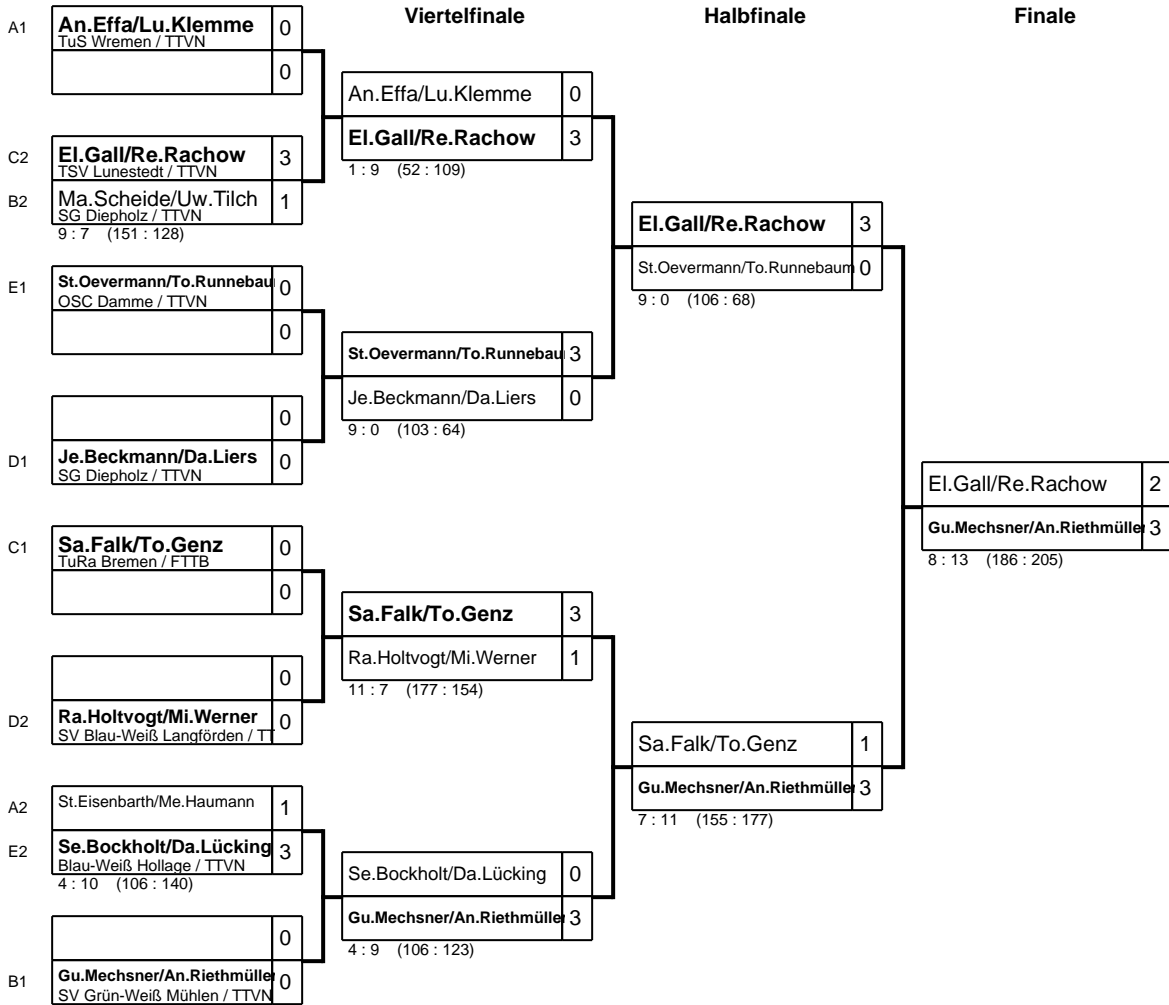 Viertelfinale
Halbfinale
Finale
A1
An.Effa/Lu.Klemme 0
TuS Wremen / TTVN
0
C2
El.Gall/Re.Rachow 3
TSV Lunestedt / TTVN
B2
Ma.Scheide/Uw.Tilch 1
SG Diepholz / TTVN
9 : 7 (151 : 128)
E1
St.Oevermann/To.Runnebau 0
OSC Damme / TTVN
0
0
D1
Je.Beckmann/Da.Liers 0
SG Diepholz / TTVN
C1
Sa.Falk/To.Genz 0
TuRa Bremen / FTTB
0
0
D2
Ra.Holtvogt/Mi.Werner 0
SV Blau-Weiß Langförden / TT
A2
St.Eisenbarth/Me.Haumann 1
E2
Se.Bockholt/Da.Lücking 3
Blau-Weiß Hollage / TTVN
4 : 10 (106 : 140)
0
B1
Gu.Mechsner/An.Riethmülle 0
SV Grün-Weiß Mühlen / TTVN
An.Effa/Lu.Klemme 0
El.Gall/Re.Rachow 3
1 : 9 (52 : 109)
St.Oevermann/To.Runnebau 3
Je.Beckmann/Da.Liers 0
9 : 0 (103 : 64)
Sa.Falk/To.Genz 3
Ra.Holtvogt/Mi.Werner 1
11 : 7 (177 : 154)
Se.Bockholt/Da.Lücking 0
Gu.Mechsner/An.Riethmülle 3
4 : 9 (106 : 123)
El.Gall/Re.Rachow 3
St.Oevermann/To.Runnebaum 0
9 : 0 (106 : 68)
Sa.Falk/To.Genz 1
Gu.Mechsner/An.Riethmülle 3
7 : 11 (155 : 177)
El.Gall/Re.Rachow 2
Gu.Mechsner/An.Riethmülle 3
8 : 13 (186 : 205)